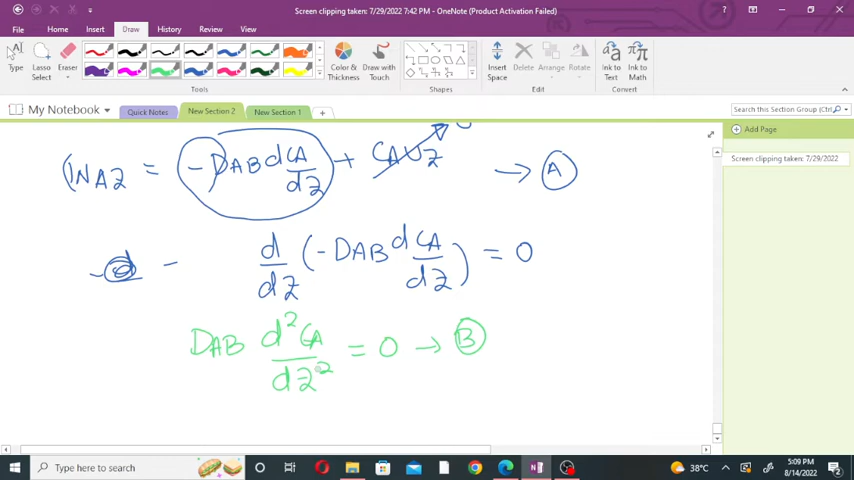 Screen clipping taken: 7/29/2022 7:42 PM - OneNote (Product Activation Failed)
File Home Insert Draw History Review View
Type Lasso Select Eraser Color & Thickness Draw with Touch Insert Space Delete Arrange Rotate Ink to Text Ink to Math
Tools Shapes Edit Convert
My Notebook Quick Notes New Section 2 New Section 1 + Search this Section Group (Ctrl+E)
Add Page
Screen clipping taken: 7/29/2022
(NAZ = -DAB dCA/dZ + CAUZ → A
d/dZ (-DAB dCA/dZ) = 0
DAB d²CA/dZ² = 0 → B
Type here to search 38°C 5:09 PM
8/14/2022 2